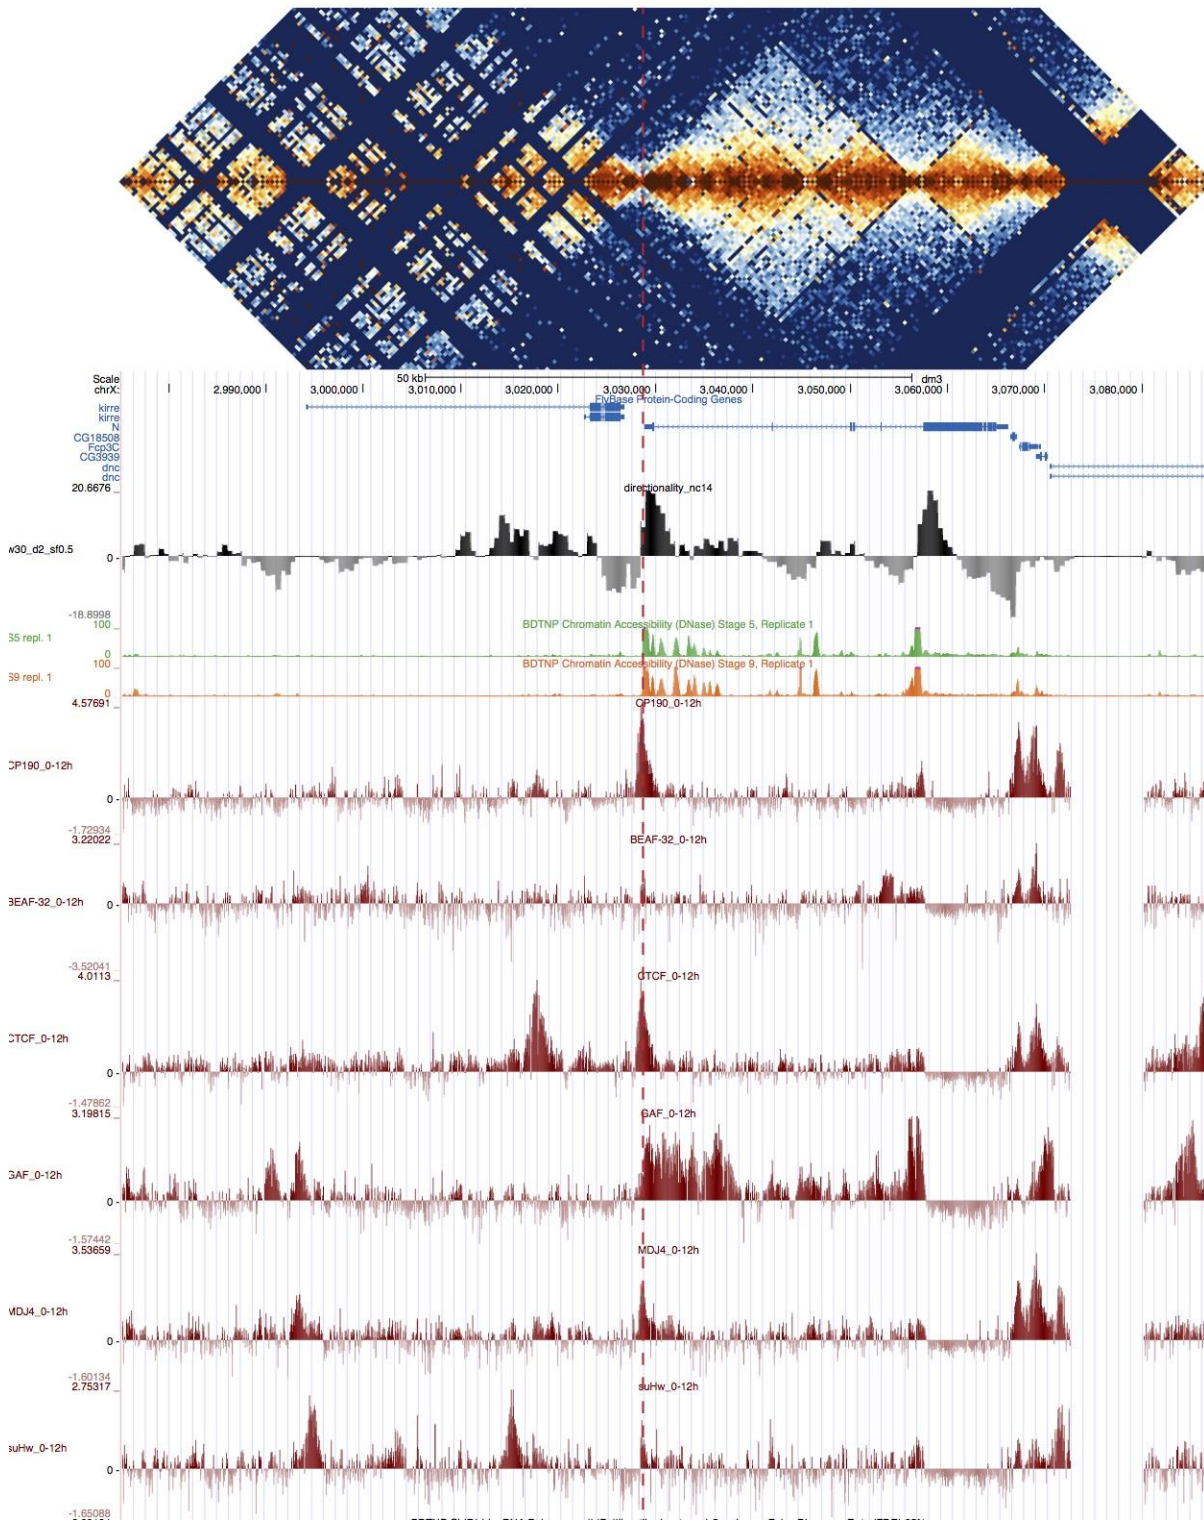 Scale 50 kb dm3
chrX: 2,990,000 3,000,000 3,010,000 3,020,000 3,030,000 3,040,000 3,050,000 3,060,000 3,070,000 3,080,000
FlyBase Protein-Coding Genes
kirre
kirre
N
CG18508
Fcp3C
CG3939
dnc
dnc
20.6676 directionality_nc14
w30_d2_sf0.5
0
-18.8998
100 BDTNP Chromatin Accessibility (DNase) Stage 5, Replicate 1
S5 repl. 1
0
100 BDTNP Chromatin Accessibility (DNase) Stage 9, Replicate 1
S9 repl. 1
0
4.57691 CP190_0-12h
CP190_0-12h
0
-1.72934
3.22022 BEAF-32_0-12h
BEAF-32_0-12h
0
-3.52041
4.0113 CTCF_0-12h
CTCF_0-12h
0
-1.47862
3.19815 GAF_0-12h
GAF_0-12h
0
-1.57442
3.53659 MDJ4_0-12h
MDJ4_0-12h
0
-1.60134
2.75317 suHw_0-12h
suHw_0-12h
0
-1.65088